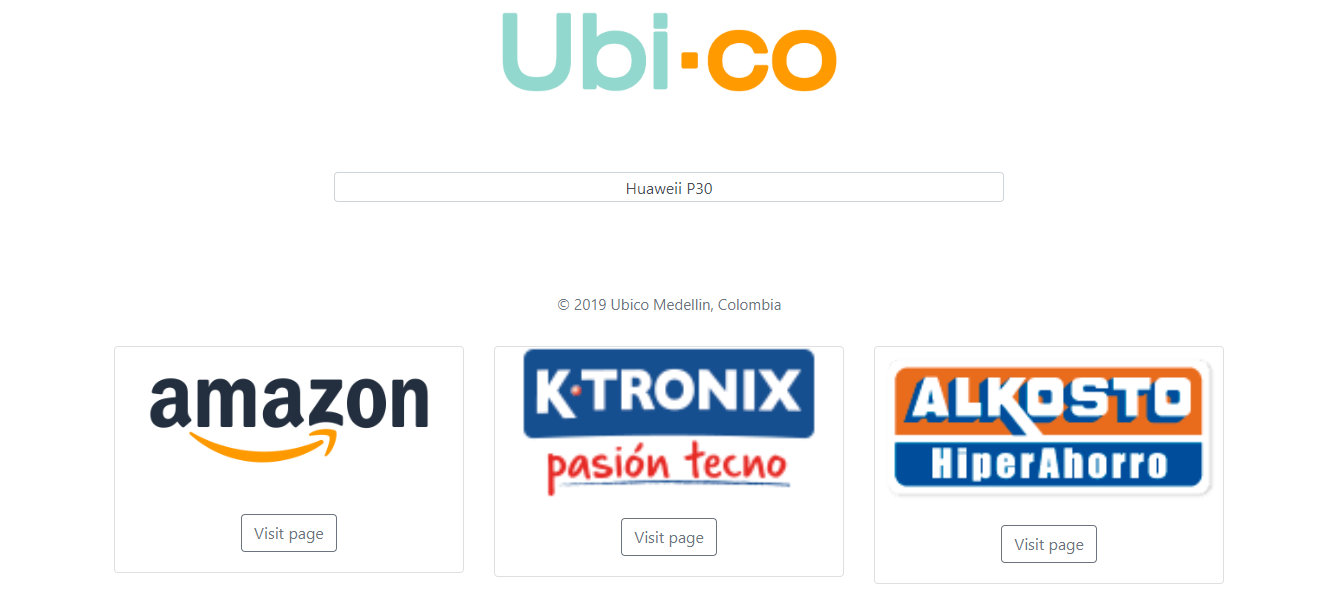 Ubi·co
Huaweii P30
© 2019 Ubico Medellin, Colombia
amazon
Visit page
K·TRONIX
pasión tecno
Visit page
ALKOSTO
HiperAhorro
Visit page